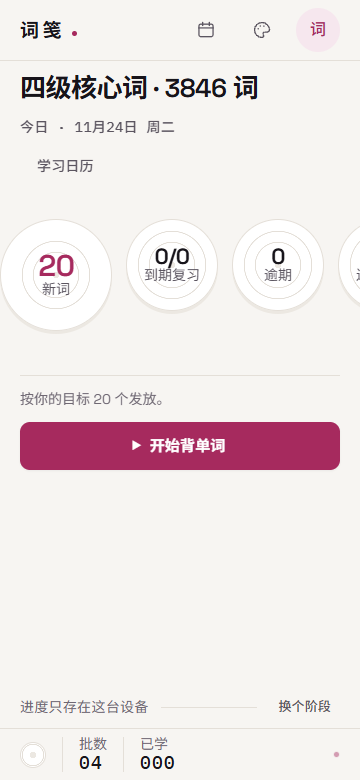 词笺
词
四级核心词 · 3846 词
今日 · 11月24日 周二
学习日历
20
新词
0/0
到期复习
0
逾期
按你的目标 20 个发放。
开始背单词
进度只存在这台设备
换个阶段
批数
04
已学
000